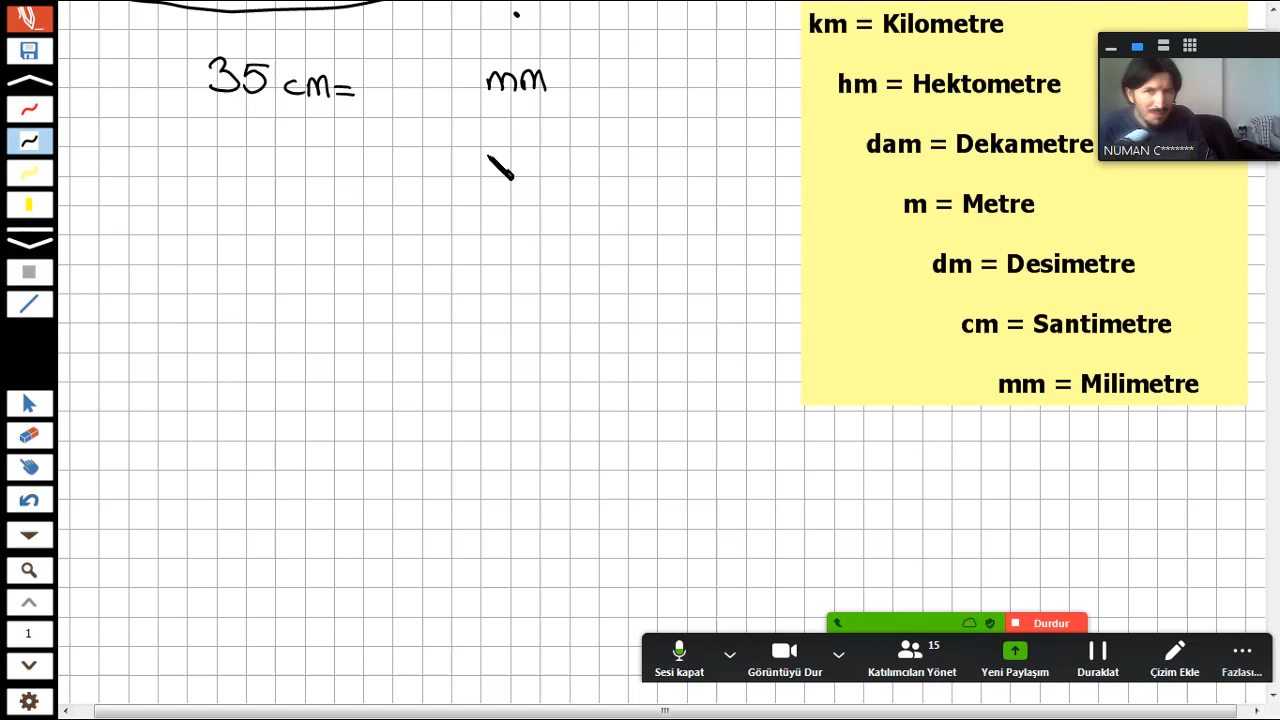 35 cm= mm
km = Kilometre
hm = Hektometre
dam = Dekametre
m = Metre
dm = Desimetre
cm = Santimetre
mm = Milimetre
NUMAN C*******
1
Durdur
15
Sesi kapat
Görüntüyü Dur
Katılımcıları Yönet
Yeni Paylaşım
Duraklat
Çizim Ekle
Fazlası...